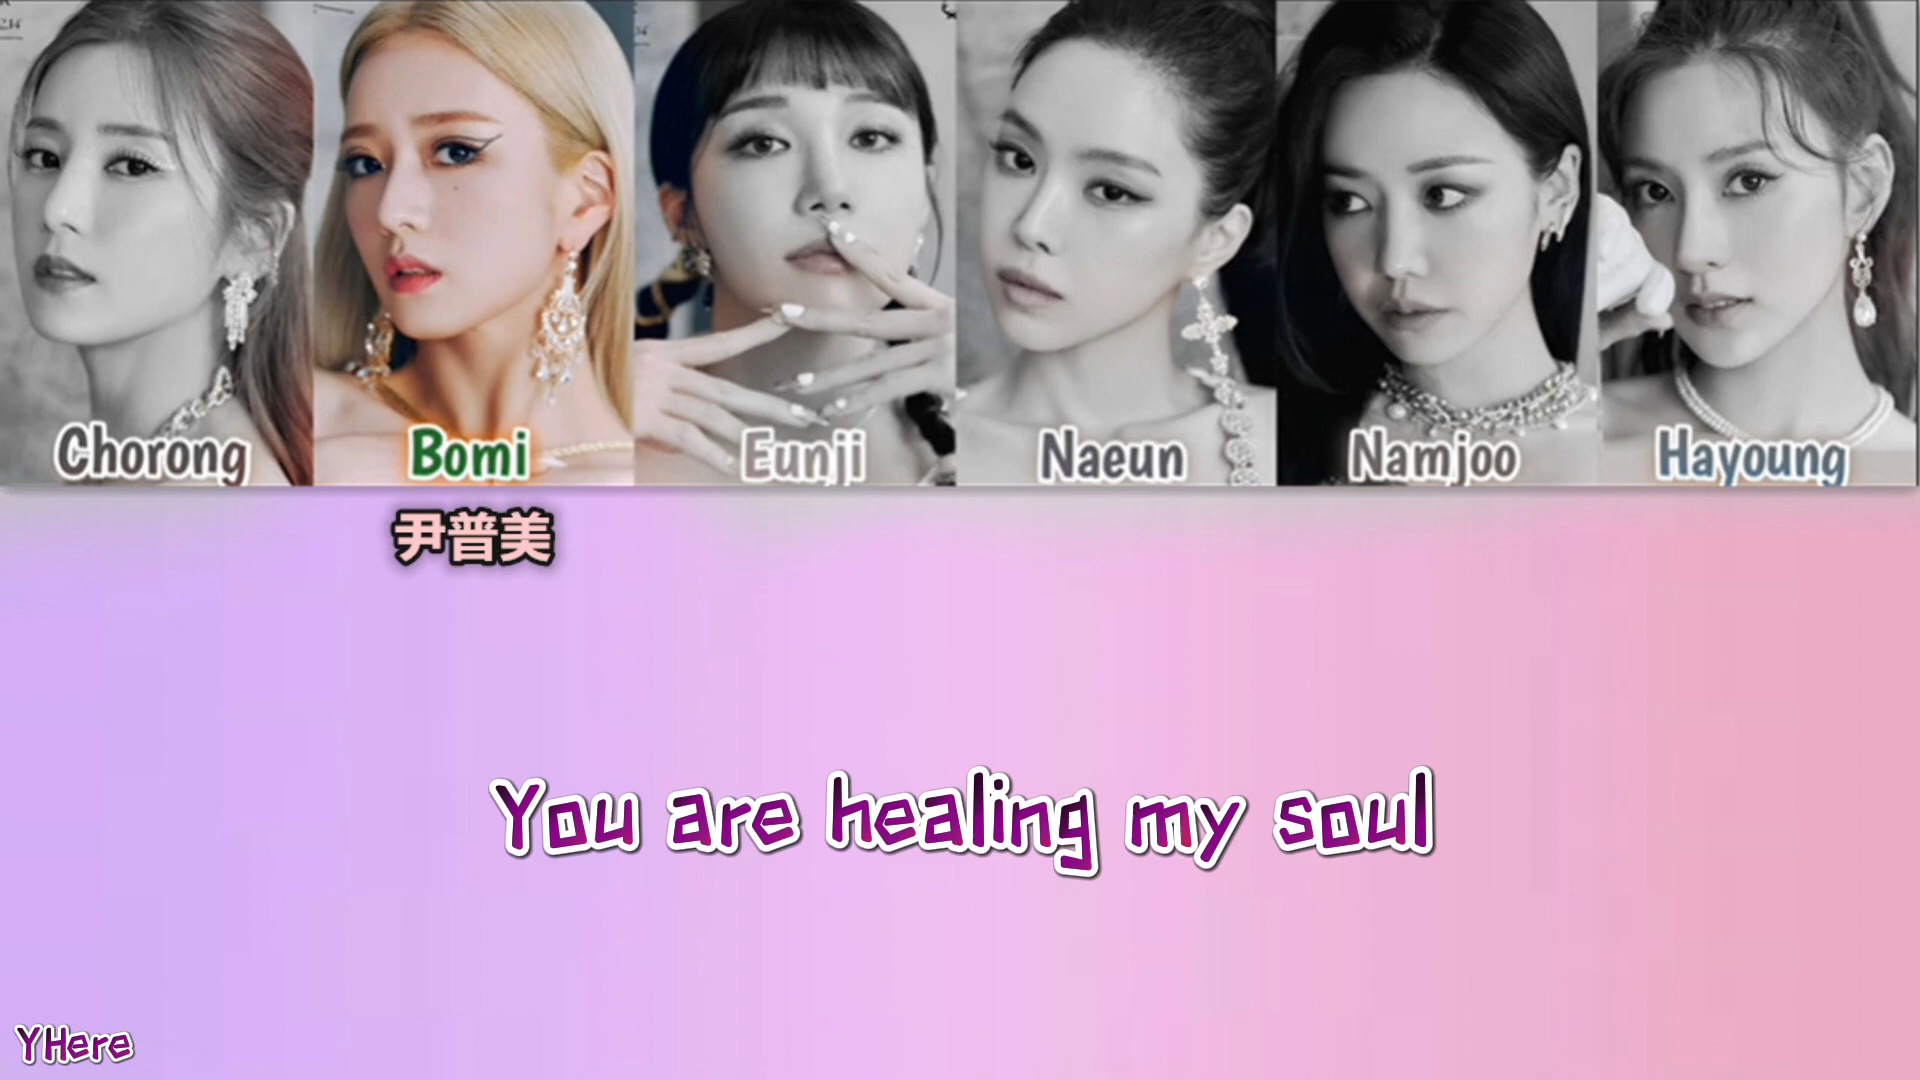 Chorong
Bomi
Eunji
Naeun
Namjoo
Hayoung
尹普美
You are healing my soul
YHere